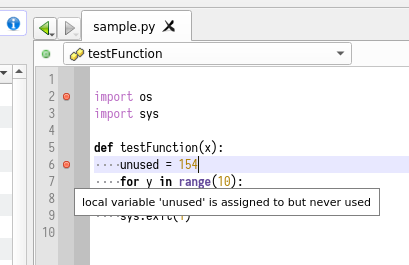 sample.py
testFunction
1
2 import os
3 import sys
4
5 def testFunction(x):
6 ····unused = 154
7 ····for y in range(10):
8
local variable 'unused' is assigned to but never used
9 ····sys.exit(1)
10